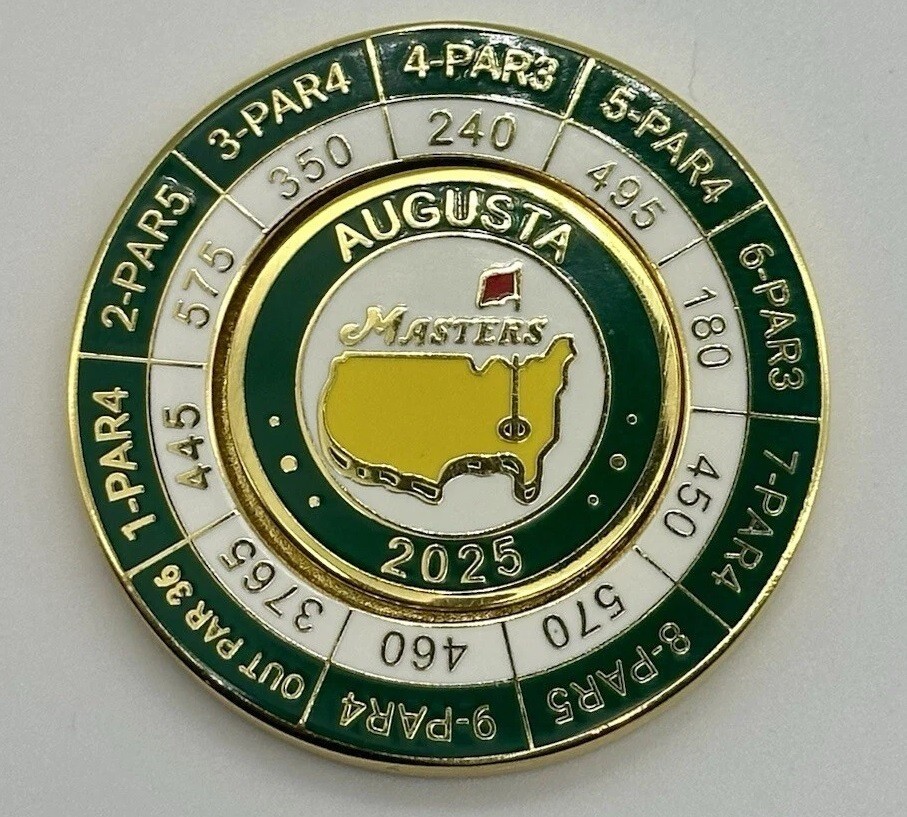 AUGUSTA
MASTERS
2025
1-PAR4
445
2-PAR5
575
3-PAR4
350
4-PAR3
240
5-PAR4
495
6-PAR3
180
7-PAR4
450
8-PAR5
570
9-PAR4
460
OUT PAR 36
3765